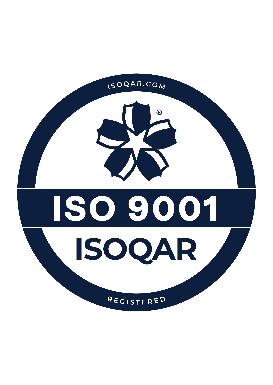 ISOQAR.COM
®
ISO 9001
ISOQAR
REGISTERED